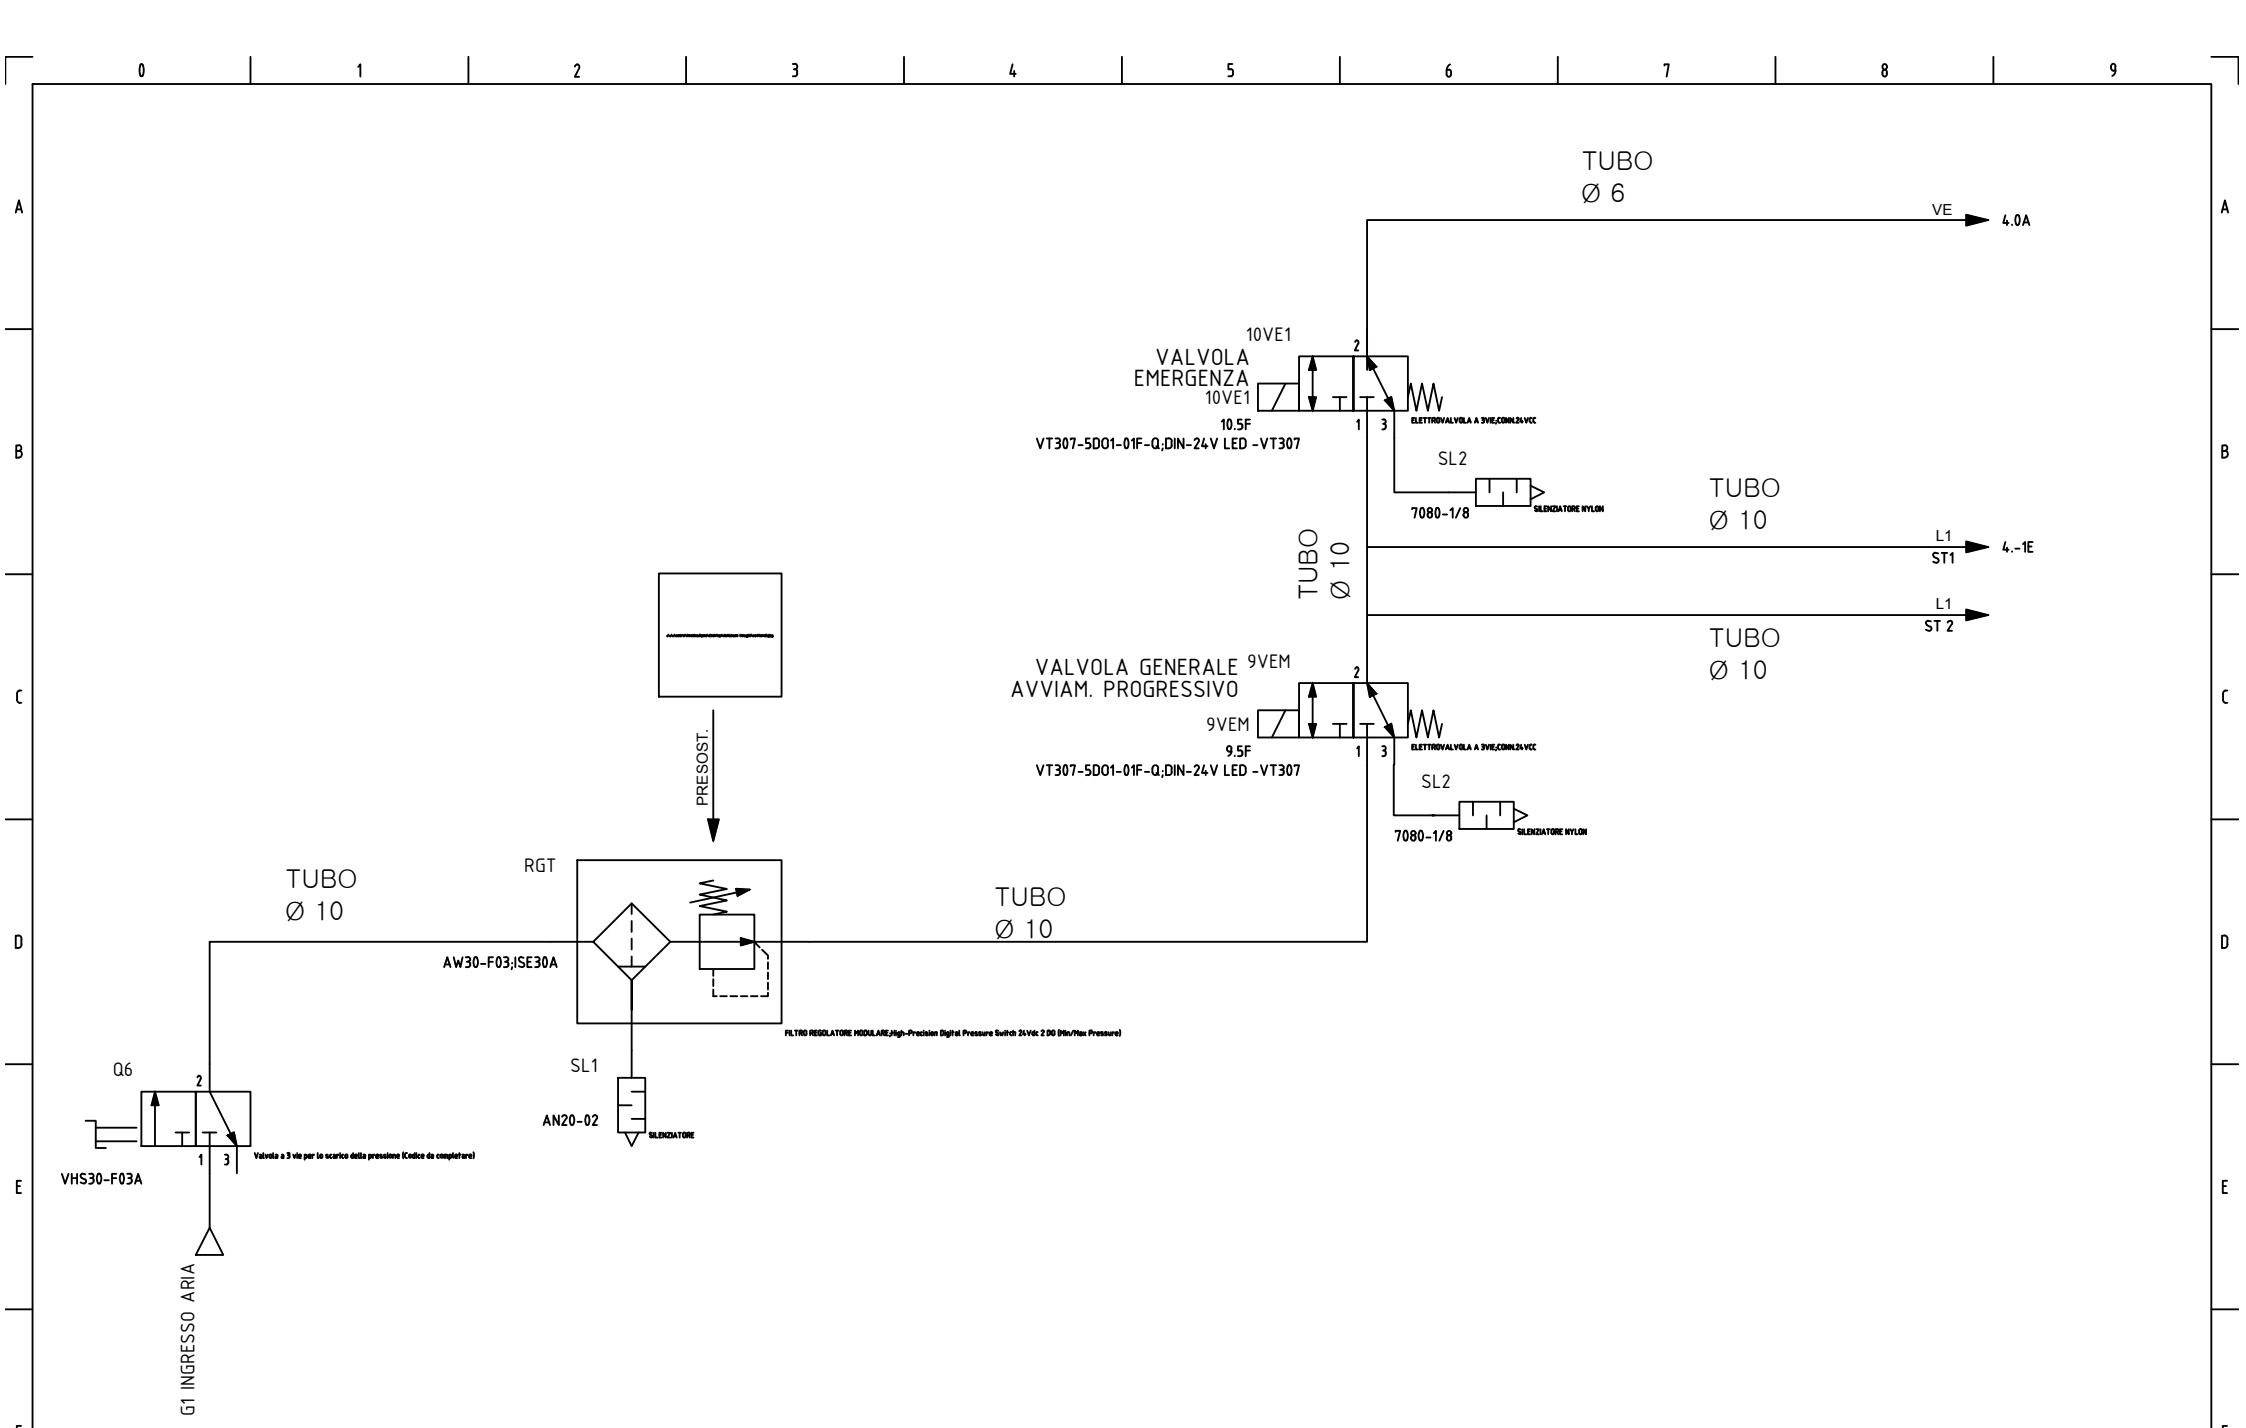 0 1 2 3 4 5 6 7 8 9
TUBO
Ø 6
A
VE
4.0A
A
10VE1
VALVOLA
EMERGENZA
10VE1
2
10.5F
1 3
ELETTROVALVOLA A 3VIE;CONN.24VCC
VT307-5DO1-01F-Q;DIN-24V LED -VT307
B
B
SL2
7080-1/8
SILENZIATORE NYLON
TUBO
Ø 10
TUBO
Ø 10
L1
ST1
4.-1E
L1
ST 2
TUBO
Ø 10
VALVOLA GENERALE
AVVIAM. PROGRESSIVO
9VEM
2
C
C
9VEM
9.5F
1 3
ELETTROVALVOLA A 3VIE;CONN.24VCC
VT307-5DO1-01F-Q;DIN-24V LED -VT307
PRESOST.
SL2
7080-1/8
SILENZIATORE NYLON
RGT
TUBO
Ø 10
TUBO
Ø 10
D
D
AW30-F03;ISE30A
FILTRO REGOLATORE MODULARE;High-Precision Digital Pressure Switch 24Vdc 2 DO (Min/Max Pressure)
Q6
2
SL1
AN20-02
SILENZIATORE
1 3
Valvola a 3 vie per lo scarico della pressione (Codice da completare)
VHS30-F03A
E
E
G1 INGRESSO ARIA